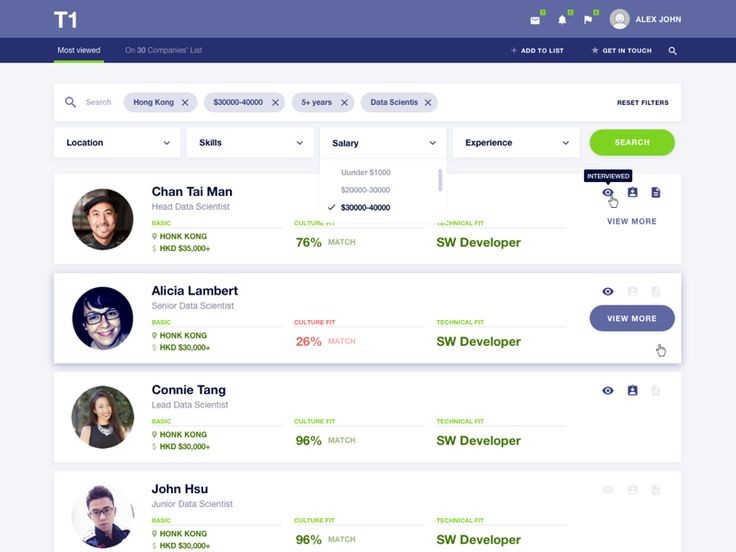 T1
ALEX JOHN
Most viewed
On 30 Companies' List
+ ADD TO LIST
GET IN TOUCH
Search
Hong Kong
$30000-40000
5+ years
Data Scientis
RESET FILTERS
Location
Skills
Salary
Experience
SEARCH
Uunder $1000
$20000-30000
$30000-40000
INTERVIEWED
Chan Tai Man
Head Data Scientist
VIEW MORE
BASIC
CULTURE FIT
TECHNICAL FIT
HONK KONG
$ HKD $35,000+
76% MATCH
SW Developer
Alicia Lambert
Senior Data Scientist
VIEW MORE
BASIC
CULTURE FIT
TECHNICAL FIT
HONK KONG
$ HKD $30,000+
26% MATCH
SW Developer
Connie Tang
Lead Data Scientist
BASIC
CULTURE FIT
TECHNICAL FIT
HONK KONG
$ HKD $30,000+
96% MATCH
SW Developer
John Hsu
Junior Data Scientist
BASIC
CULTURE FIT
TECHNICAL FIT
HONK KONG
$ HKD $30,000+
96% MATCH
SW Developer